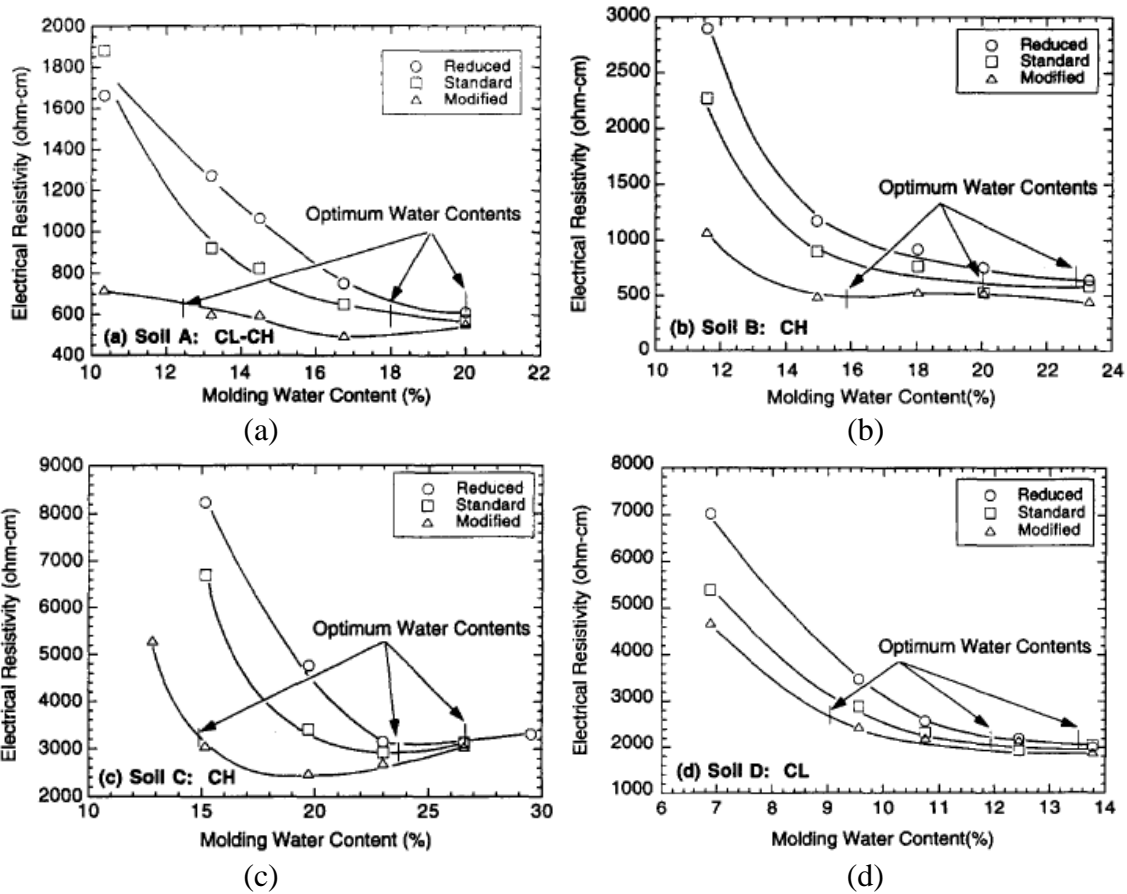 2000
1800
1600
1400
1200
1000
800
600
400
Electrical Resistivity (ohm-cm)
Reduced
Standard
Modified
Optimum Water Contents
(a) Soil A: CL-CH
10 12 14 16 18 20 22
Molding Water Content (%)
(a)
3000
2500
2000
1500
1000
500
0
Electrical Resistivity (ohm-cm)
Reduced
Standard
Modified
Optimum Water Contents
(b) Soil B: CH
10 12 14 16 18 20 22 24
Molding Water Content(%)
(b)
9000
8000
7000
6000
5000
4000
3000
2000
Electrical Resistivity (ohm-cm)
Reduced
Standard
Modified
Optimum Water Contents
(c) Soil C: CH
10 15 20 25 30
Molding Water Content (%)
(c)
8000
7000
6000
5000
4000
3000
2000
1000
Electrical Resistivity (ohm-cm)
Reduced
Standard
Modified
Optimum Water Contents
(d) Soil D: CL
6 7 8 9 10 11 12 13 14
Molding Water Content(%)
(d)